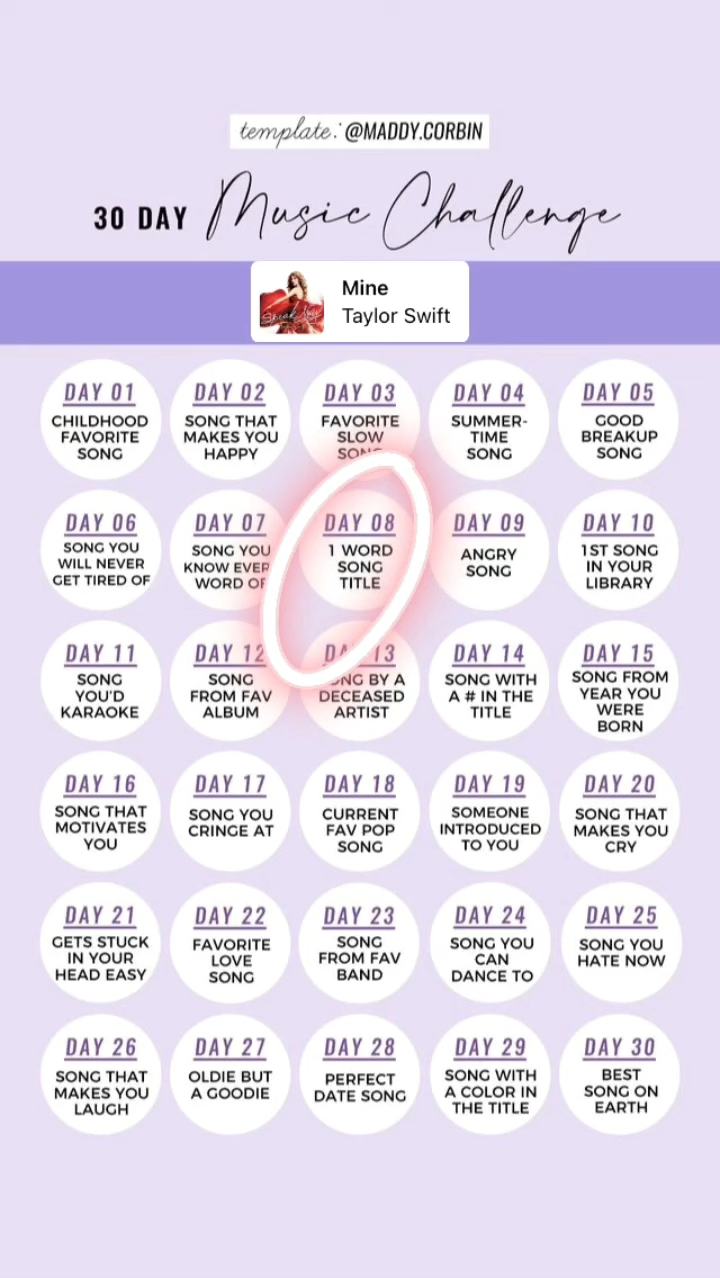 template: @MADDY.CORBIN
30 DAY Music Challenge
Speak Now
Mine
Taylor Swift
DAY 01
CHILDHOOD
FAVORITE
SONG
DAY 02
SONG THAT
MAKES YOU
HAPPY
DAY 03
FAVORITE
SLOW
SONG
DAY 04
SUMMER-
TIME
SONG
DAY 05
GOOD
BREAKUP
SONG
DAY 06
SONG YOU
WILL NEVER
GET TIRED OF
DAY 07
SONG YOU
KNOW EVER
WORD OF
DAY 08
1 WORD
SONG
TITLE
DAY 09
ANGRY
SONG
DAY 10
1ST SONG
IN YOUR
LIBRARY
DAY 11
SONG
YOU'D
KARAOKE
DAY 12
SONG
FROM FAV
ALBUM
DAY 13
SONG BY A
DECEASED
ARTIST
DAY 14
SONG WITH
A # IN THE
TITLE
DAY 15
SONG FROM
YEAR YOU
WERE
BORN
DAY 16
SONG THAT
MOTIVATES
YOU
DAY 17
SONG YOU
CRINGE AT
DAY 18
CURRENT
FAV POP
SONG
DAY 19
SOMEONE
INTRODUCED
TO YOU
DAY 20
SONG THAT
MAKES YOU
CRY
DAY 21
GETS STUCK
IN YOUR
HEAD EASY
DAY 22
FAVORITE
LOVE
SONG
DAY 23
SONG
FROM FAV
BAND
DAY 24
SONG YOU
CAN
DANCE TO
DAY 25
SONG YOU
HATE NOW
DAY 26
SONG THAT
MAKES YOU
LAUGH
DAY 27
OLDIE BUT
A GOODIE
DAY 28
PERFECT
DATE SONG
DAY 29
SONG WITH
A COLOR IN
THE TITLE
DAY 30
BEST
SONG ON
EARTH